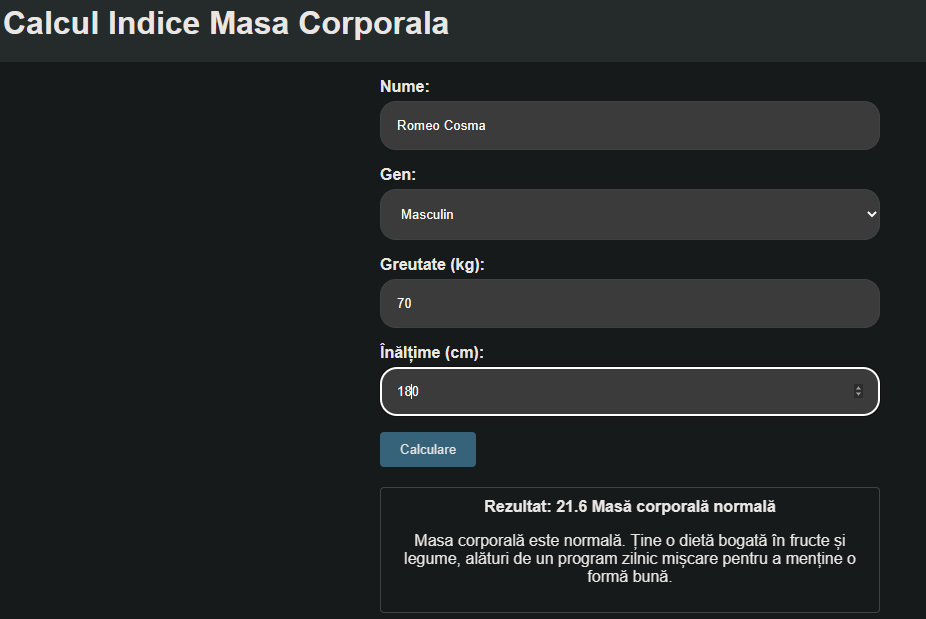 Calcul Indice Masa Corporala
Nume:
Romeo Cosma
Gen:
Masculin
Greutate (kg):
70
Înălțime (cm):
180
Calculare
Rezultat: 21.6 Masă corporală normală
Masa corporală este normală. Ține o dietă bogată în fructe și
legume, alături de un program zilnic mișcare pentru a menține o
formă bună.